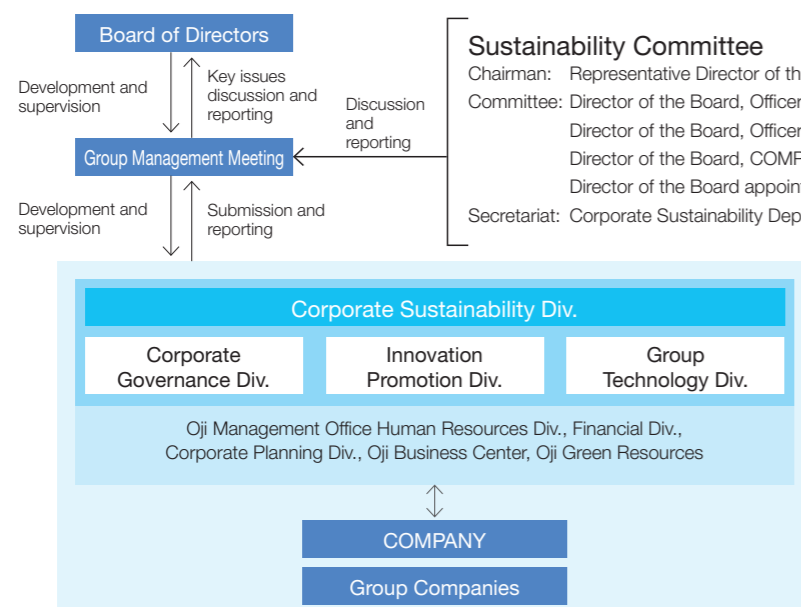 Board of Directors
Development and
supervision
Key issues
discussion and
reporting
Group Management Meeting
Discussion
and
reporting
Development and
supervision
Submission and
reporting
Sustainability Committee
Chairman: Representative Director of
Committee: Director of the Board, Officer
Director of the Board, Officer
Director of the Board,
Director of the Board
Secretariat: Corporate Sustainability
Corporate Sustainability Div.
Corporate
Governance Div.
Innovation
Promotion Div.
Group
Technology Div.
Oji Management Office Human Resources Div., Financial Div.,
Corporate Planning Div., Oji Business Center, Oji Green Resources
COMPANY
Group Companies